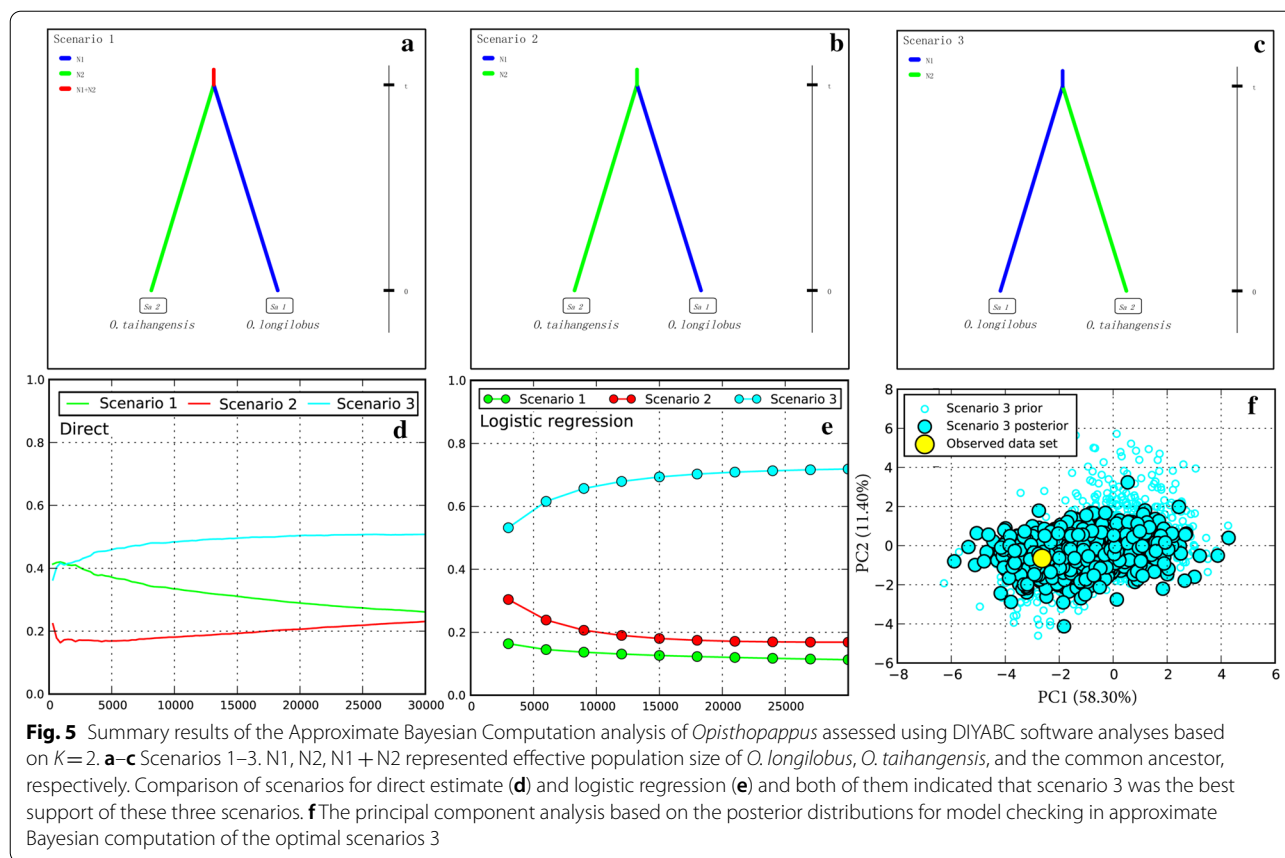 Scenario 1
a
N1
N2
N1+N2
t
0
Sa 2
Sa 1
O. taihangensis
O. longilobus
Scenario 2
b
N1
N2
t
0
Sa 2
Sa 1
O. taihangensis
O. longilobus
Scenario 3
c
N1
N2
t
0
Sa 1
Sa 2
O. longilobus
O. taihangensis
1.0
Scenario 1 Scenario 2 Scenario 3
Direct
d
0.8
0.6
0.4
0.2
0.0
0 5000 10000 15000 20000 25000 30000
1.0
Scenario 1 Scenario 2 Scenario 3
Logistic regression
e
0.8
0.6
0.4
0.2
0.0
0 5000 10000 15000 20000 25000
8
Scenario 3 prior
Scenario 3 posterior
Observed data set
f
6
4
2
0
−2
−4
−6
PC2 (11.40%)
−8 −6 −4 −2 0 2 4 6
PC1 (58.30%)
Fig. 5 Summary results of the Approximate Bayesian Computation analysis of Opisthopappus assessed using DIYABC software analyses based
on K = 2. a–c Scenarios 1–3. N1, N2, N1 + N2 represented effective population size of O. longilobus, O. taihangensis, and the common ancestor,
respectively. Comparison of scenarios for direct estimate (d) and logistic regression (e) and both of them indicated that scenario 3 was the best
support of these three scenarios. f The principal component analysis based on the posterior distributions for model checking in approximate
Bayesian computation of the optimal scenarios 3